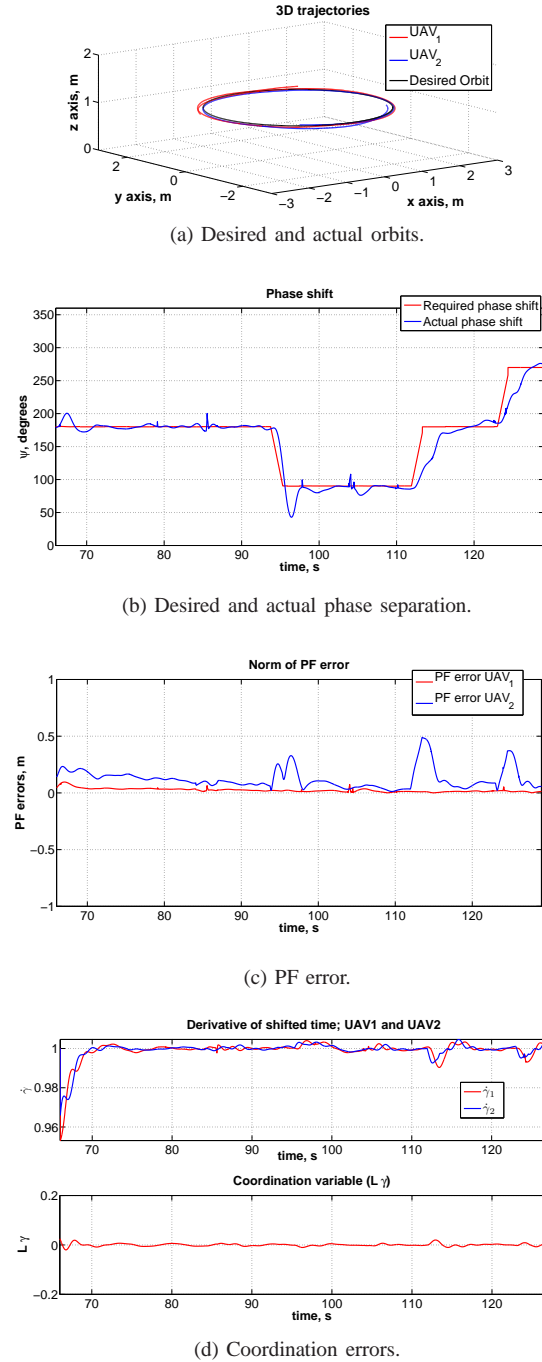 3D trajectories
UAV1
UAV2
Desired Orbit
z axis, m
2
1
0
y axis, m
2
0
−2
x axis, m
−3
−2
−1
0
1
2
3
(a) Desired and actual orbits.
Phase shift
Required phase shift
Actual phase shift
ψ, degrees
350
300
250
200
150
100
50
0
70 80 90 100 110 120
time, s
(b) Desired and actual phase separation.
Norm of PF error
PF error UAV1
PF error UAV2
PF errors, m
1
0.5
0
−0.5
−1
70 80 90 100 110 120
time, s
(c) PF error.
Derivative of shifted time; UAV1 and UAV2
γ̇
1
0.98
0.96
γ̇1
γ̇2
70 80 90 100 110 120
time, s
Coordination variable (L γ)
L γ
0.2
0
−0.2
70 80 90 100 110 120
time, s
(d) Coordination errors.